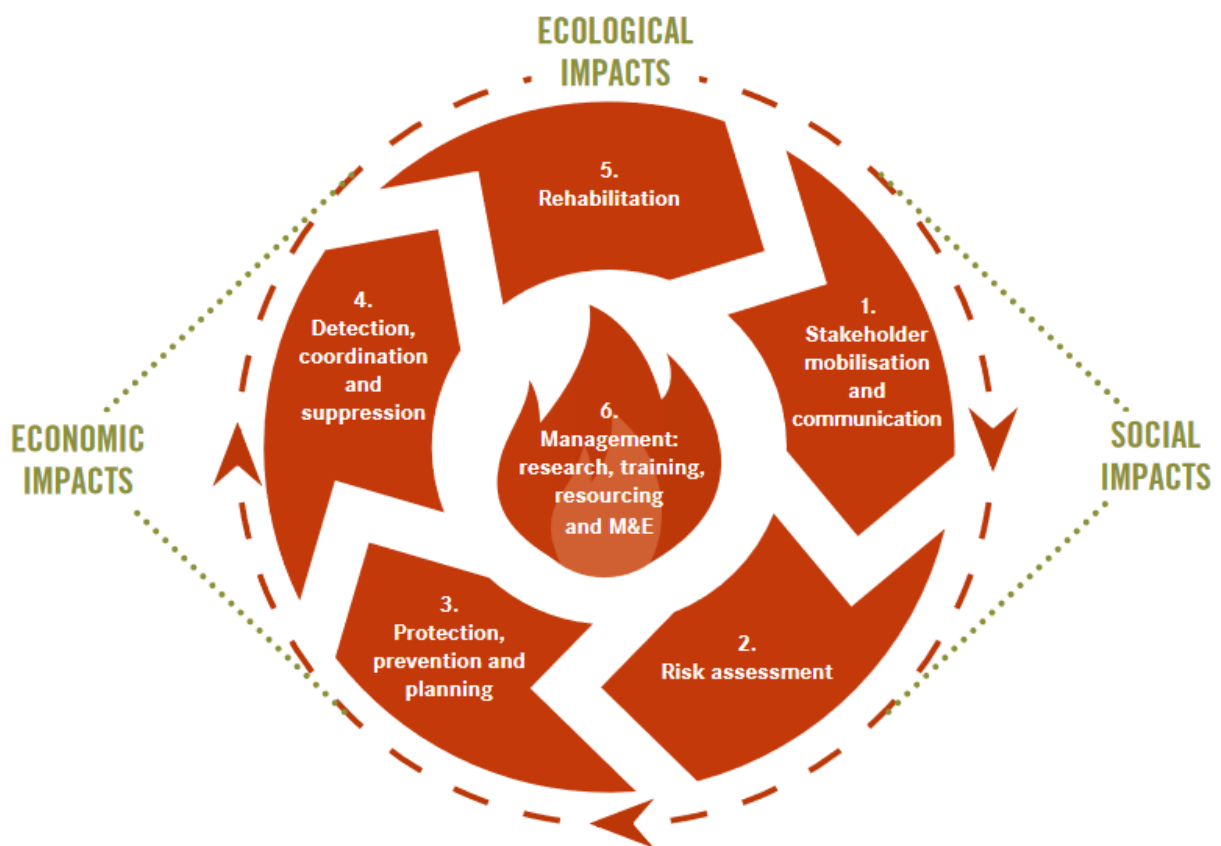 ECOLOGICAL
IMPACTS
5.
Rehabilitation
1.
Stakeholder
mobilisation
and
communication
4.
Detection,
coordination
and
suppression
6.
Management:
research, training,
resourcing
and M&E
ECONOMIC
IMPACTS
SOCIAL
IMPACTS
3.
Protection,
prevention and
planning
2.
Risk assessment